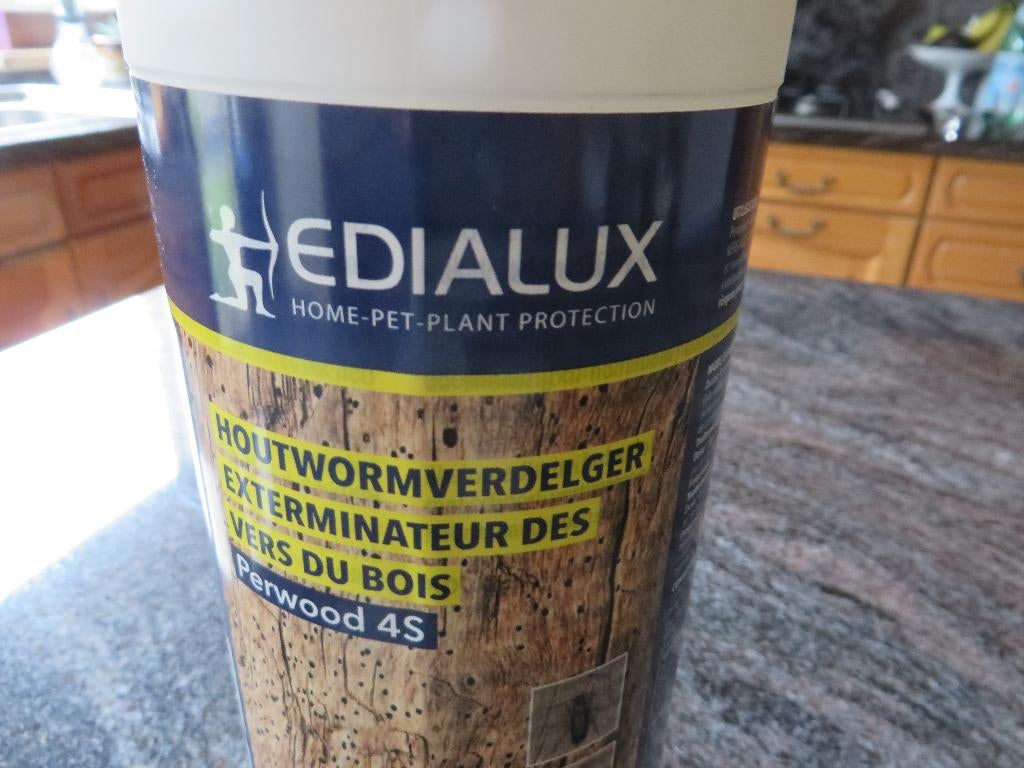 EDIALUX
HOME-PET-PLANT PROTECTION
HOUTWORMVERDELGER
EXTERMINATEUR DES
VERS DU BOIS
Perwood 4S